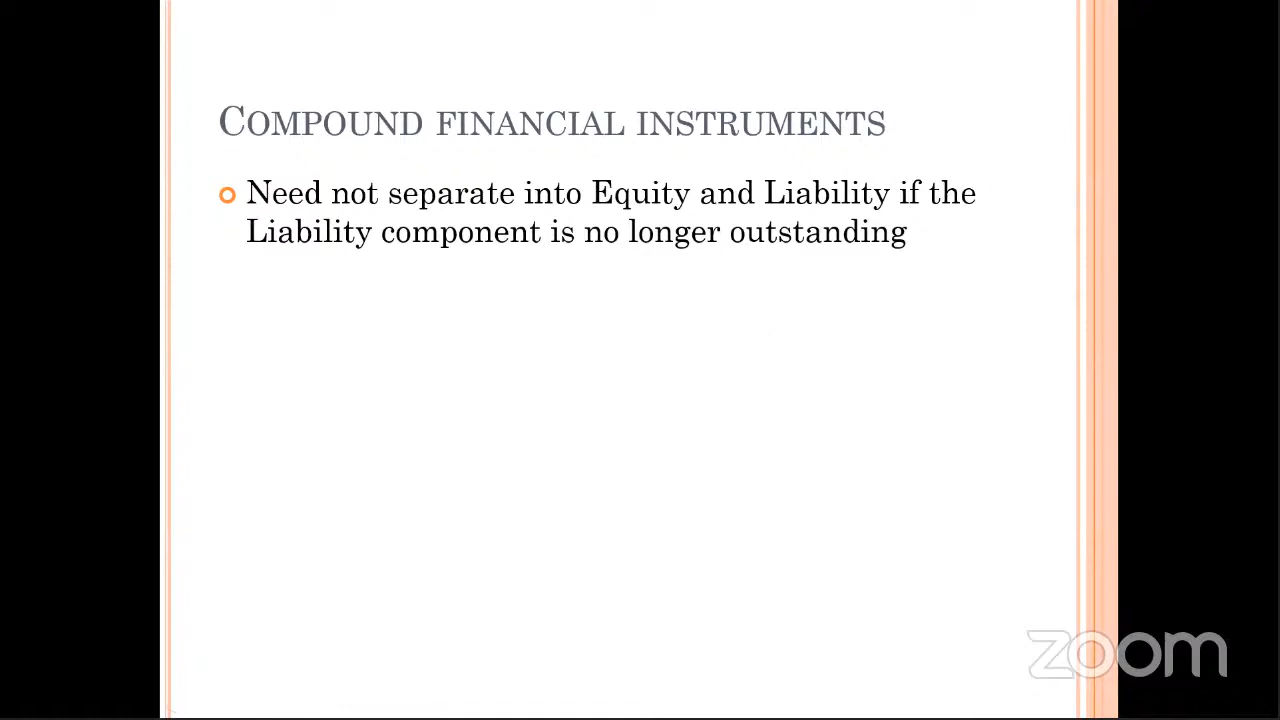 COMPOUND FINANCIAL INSTRUMENTS
Need not separate into Equity and Liability if the
Liability component is no longer outstanding
zoom